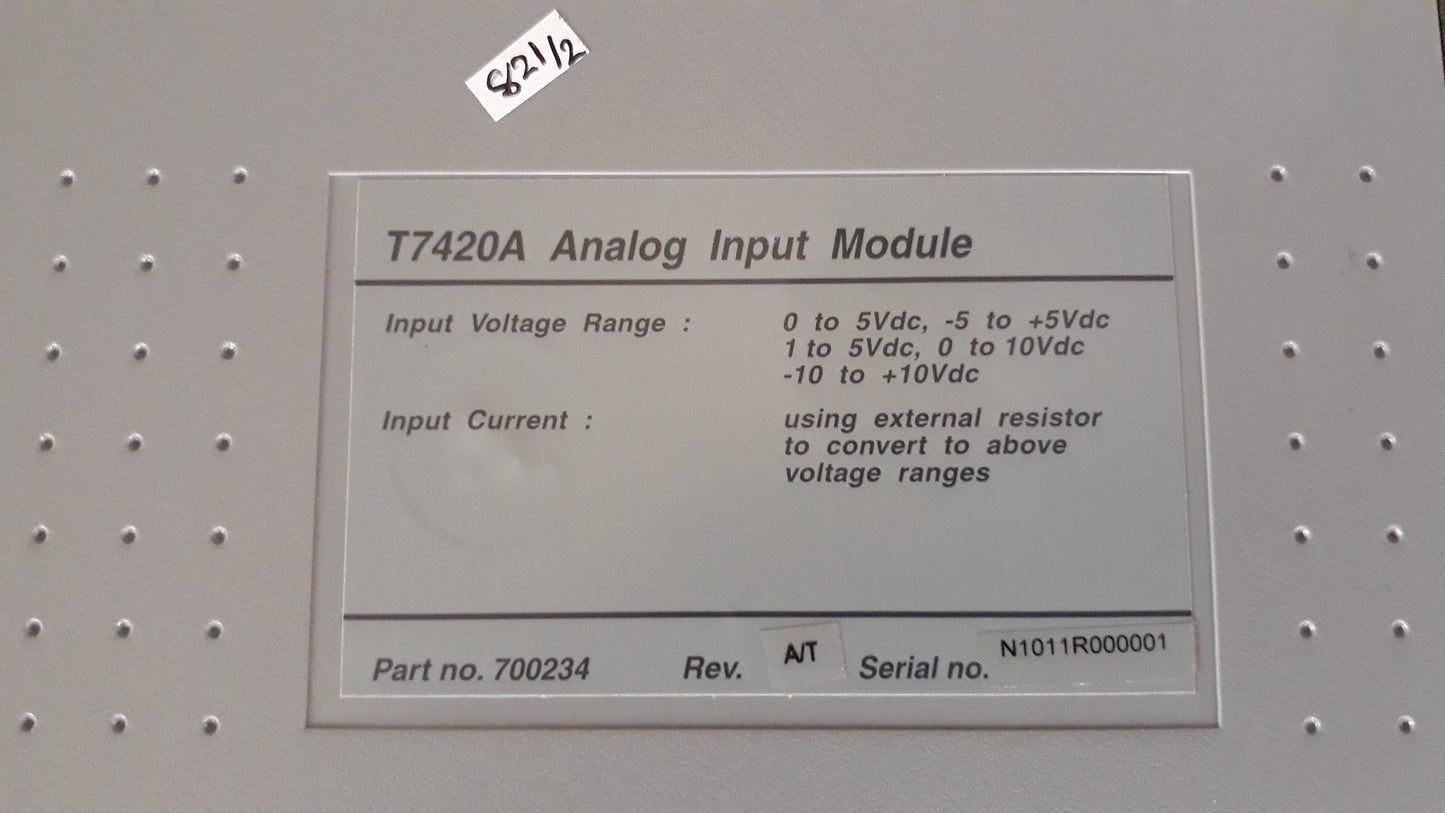 821/2
T7420A Analog Input Module
Input Voltage Range : 0 to 5Vdc, -5 to +5Vdc
1 to 5Vdc, 0 to 10Vdc
-10 to +10Vdc
Input Current : using external resistor
to convert to above
voltage ranges
Part no. 700234 Rev. A/T Serial no. N1011R000001